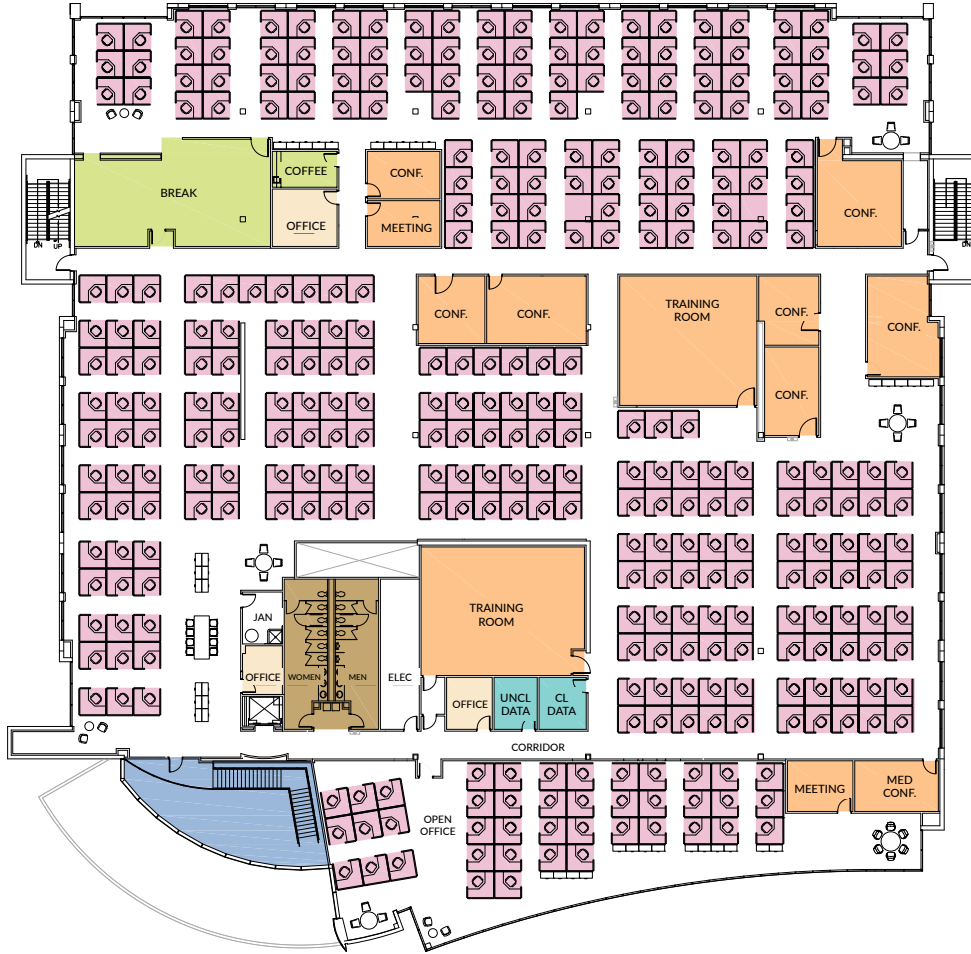 COFFEE
CONF.
BREAK
CONF.
OFFICE
MEETING
DN
UP
DN
TRAINING
ROOM
CONF.
CONF.
CONF.
CONF.
CONF.
TRAINING
ROOM
JAN
OFFICE
WOMEN
MEN
ELEC
OFFICE
UNCL
DATA
CL
DATA
CORRIDOR
MEETING
MED
CONF.
OPEN
OFFICE